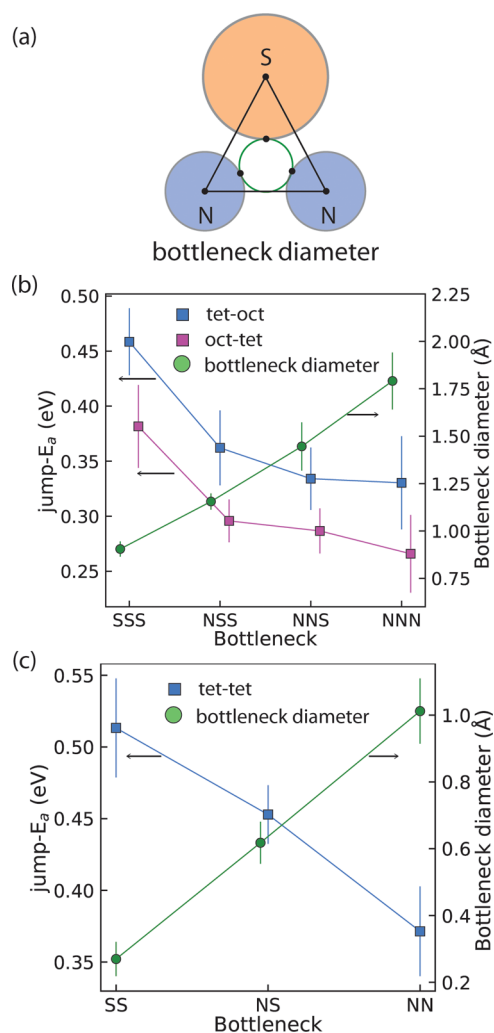 (a)
S
N
N
bottleneck diameter
(b)
tet-oct
oct-tet
bottleneck diameter
jump-Eₐ (eV)
0.50
0.45
0.40
0.35
0.30
0.25
2.25
2.00
1.75
1.50
1.25
1.00
0.75
Bottleneck diameter (Å)
SSS NSS NNS NNN
Bottleneck
(c)
tet-tet
bottleneck diameter
jump-Eₐ (eV)
0.55
0.50
0.45
0.40
0.35
1.0
0.8
0.6
0.4
0.2
Bottleneck diameter (Å)
SS NS NN
Bottleneck